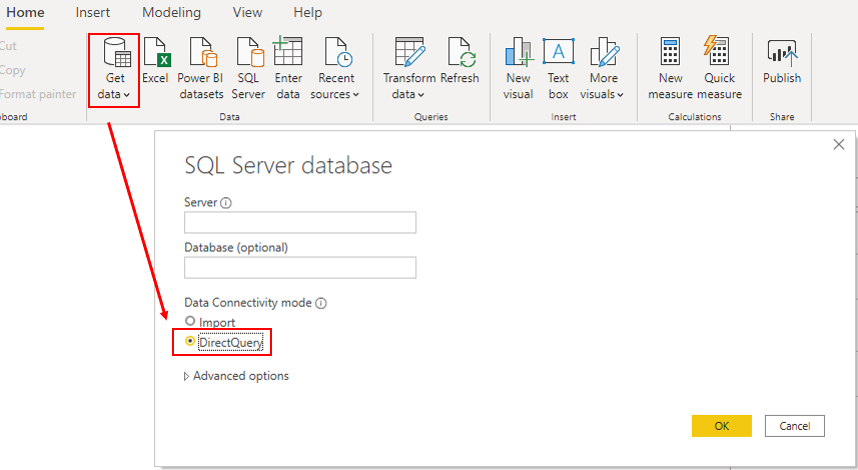 Home Insert Modeling View Help
Cut
Copy
Format painter
board
Get data
Excel
Power BI datasets
SQL Server
Enter data
Recent sources
Data
Transform data
Refresh
Queries
New visual
A
Text box
More visuals
Insert
New measure
Quick measure
Calculations
Publish
Share
SQL Server database
Server
Database (optional)
Data Connectivity mode
Import
DirectQuery
Advanced options
OK Cancel